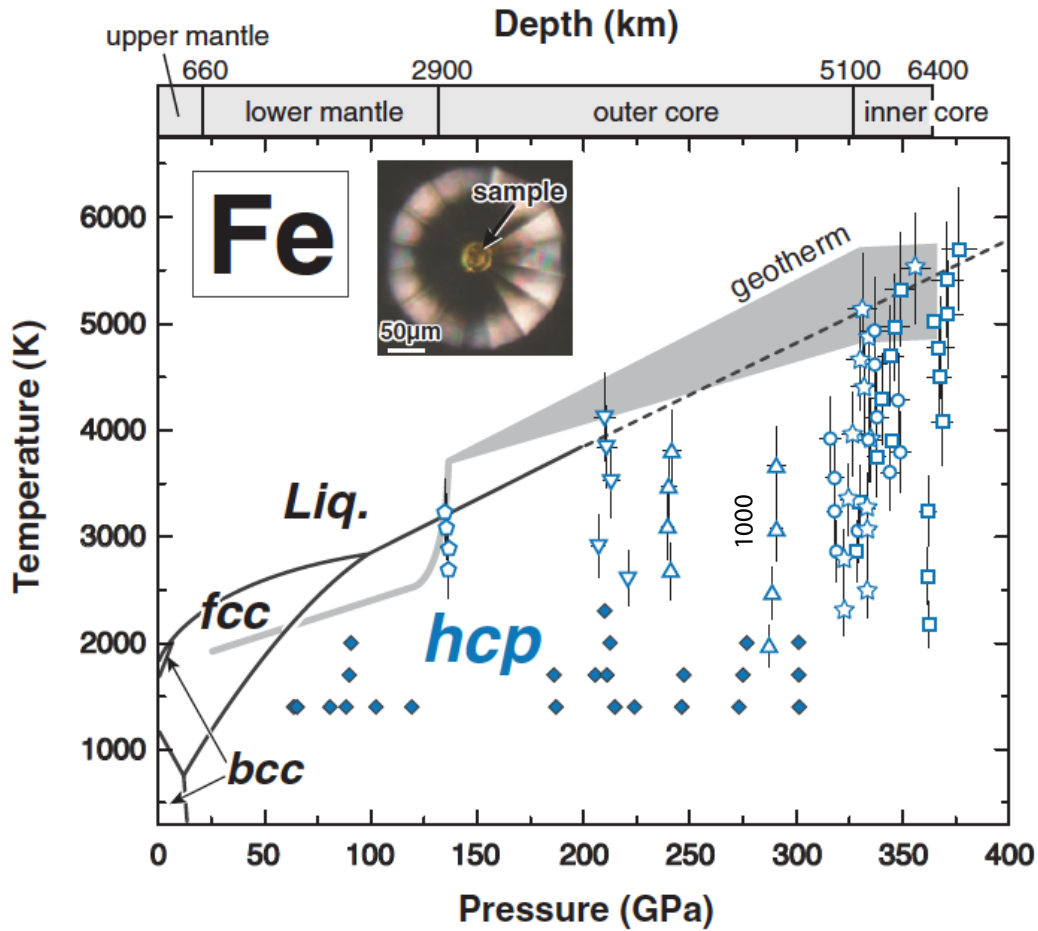 Depth (km)
upper mantle
660 2900 5100 6400
lower mantle outer core inner core
Fe
sample
50μm
geotherm
Liq.
fcc
hcp
bcc
1000
Temperature (K)
6000
5000
4000
3000
2000
1000
0 50 100 150 200 250 300 350 400
Pressure (GPa)